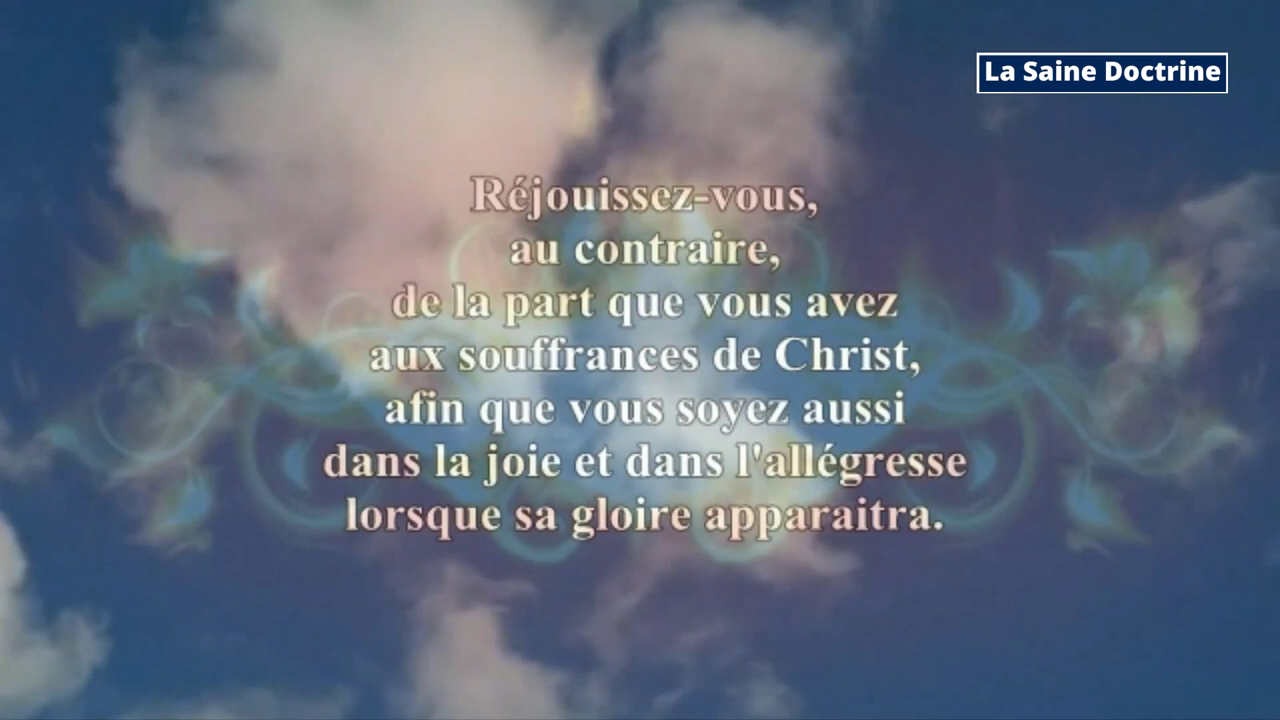 La Saine Doctrine
Réjouissez-vous,
au contraire,
de la part que vous avez
aux souffrances de Christ,
afin que vous soyez aussi
dans la joie et dans l'allégresse
lorsque sa gloire apparaitra.